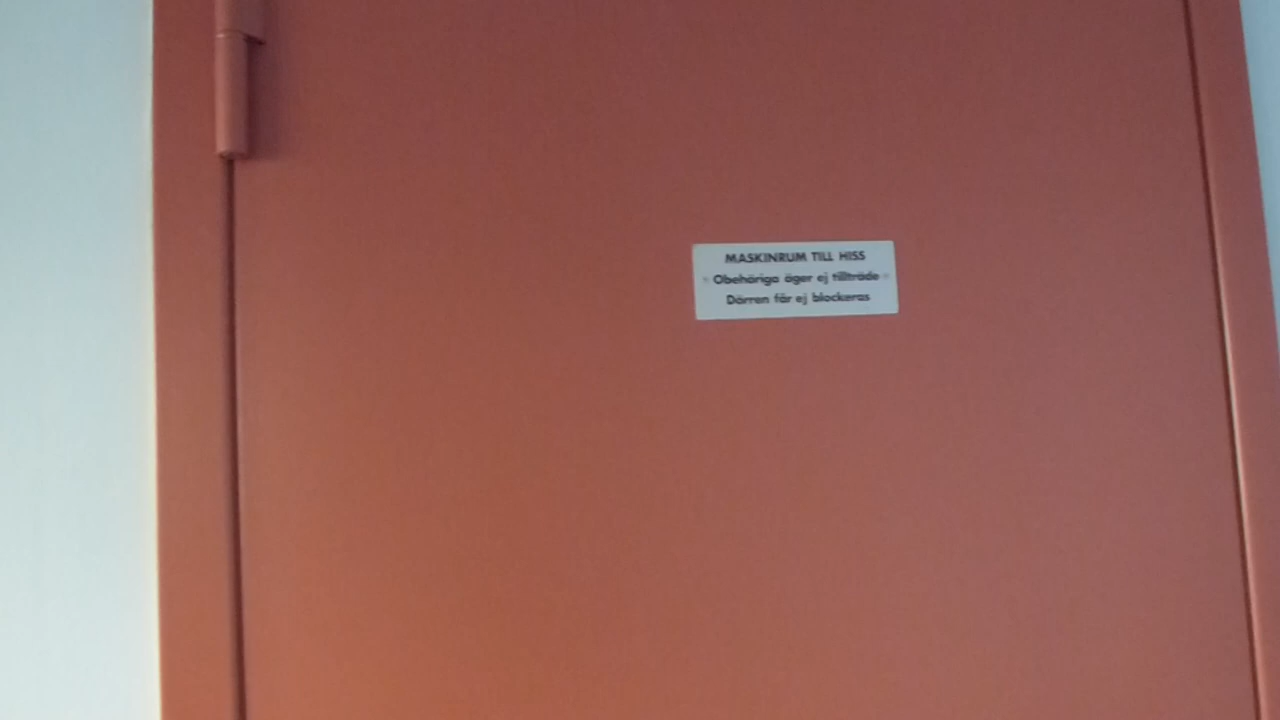 MASKINRUM TILL HISS
Obehöriga äger ej tillträde
Dörren får ej blockeras